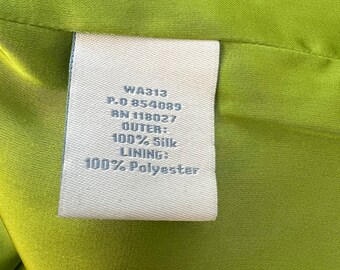 WA313
P.O 854089
RN 118027
OUTER:
100% Silk
LINING:
100% Polyester